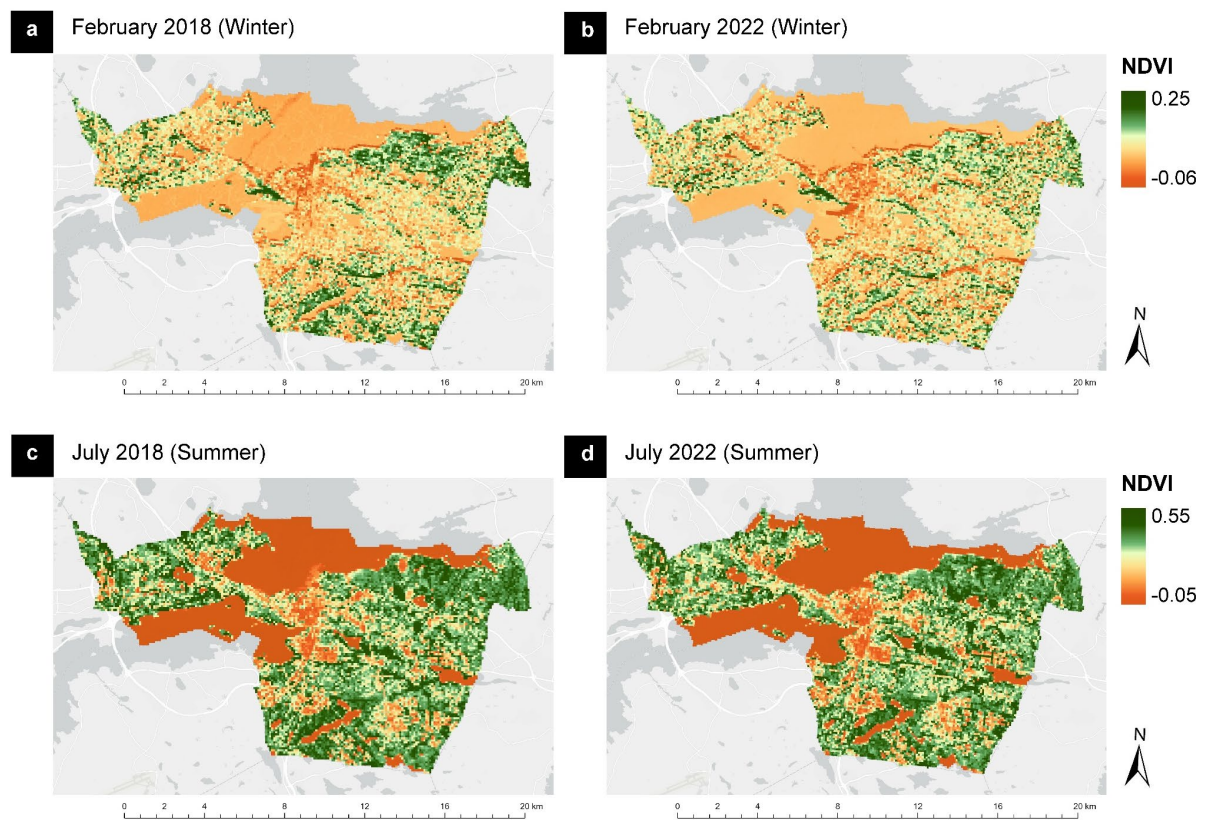 a February 2018 (Winter)
b February 2022 (Winter)
NDVI
0.25
-0.06
N
0 2 4 8 12 16 20 km
0 2 4 8 12 16 20 km
c July 2018 (Summer)
d July 2022 (Summer)
NDVI
0.55
-0.05
N
0 2 4 8 12 16 20 km
0 2 4 8 12 16 20 km